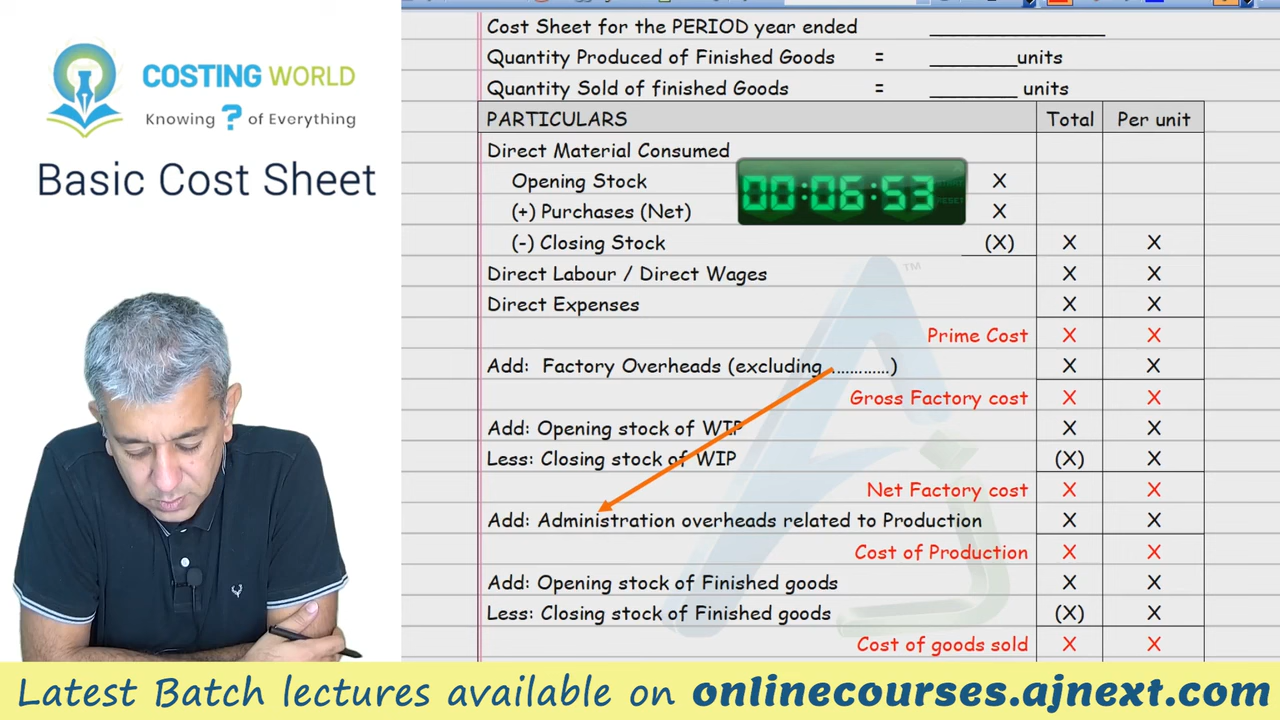 COSTING WORLD
Knowing ? of Everything
Basic Cost Sheet
Cost Sheet for the PERIOD year ended _______________
Quantity Produced of Finished Goods = _________units
Quantity Sold of finished Goods = ________ units
PARTICULARS Total Per unit
Direct Material Consumed
00:06:53
Opening Stock X
(+) Purchases (Net) X
(-) Closing Stock (X) X X
Direct Labour / Direct Wages X X
Direct Expenses X X
Prime Cost X X
Add: Factory Overheads (excluding .............) X X
Gross Factory cost X X
Add: Opening stock of WIP X X
Less: Closing stock of WIP (X) X
Net Factory cost X X
Add: Administration overheads related to Production X X
Cost of Production X X
Add: Opening stock of Finished goods X X
Less: Closing stock of Finished goods (X) X
Cost of goods sold X X
TM
Latest Batch lectures available on onlinecourses.ajnext.com